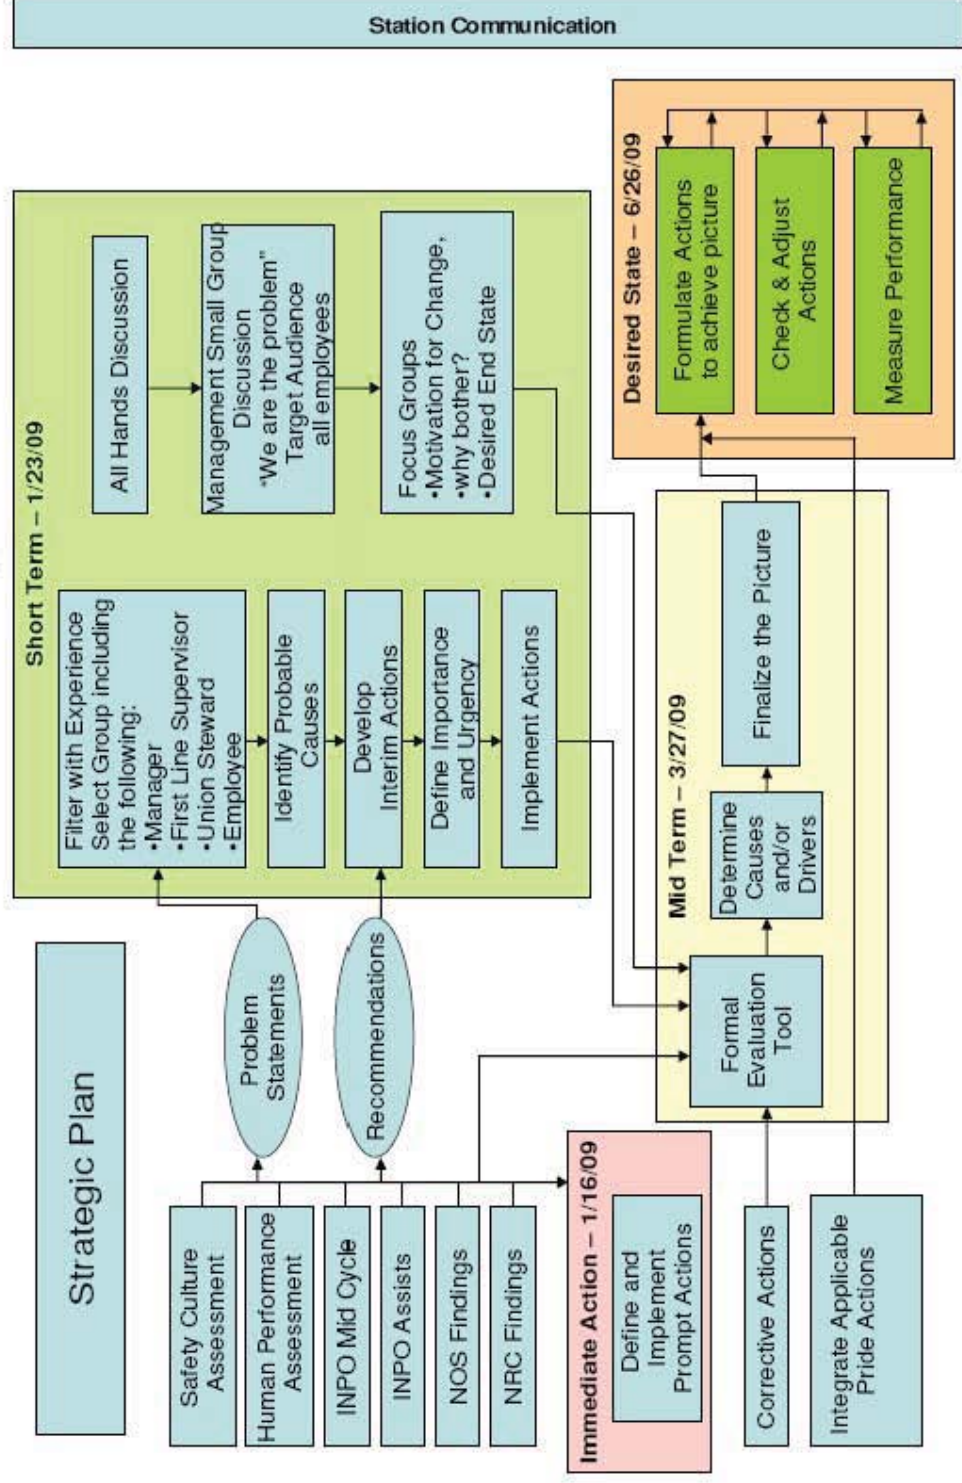 Strategic Plan
Safety Culture
Assessment
Human Performance
Assessment
INPO Mid Cycle
INPO Assists
NOS Findings
NRC Findings
Problem
Statements
Recommendations
Immediate Action – 1/16/09
Define and
Implement
Prompt Actions
Corrective Actions
Integrate Applicable
Pride Actions
Short Term – 1/23/09
Filter with Experience
Select Group including
the following:
•Manager
•First Line Supervisor
•Union Steward
•Employee
Identify Probable
Causes
Develop
Interim Actions
Define Importance
and Urgency
Implement Actions
All Hands Discussion
Management Small Group
Discussion
"We are the problem"
Target Audience
all employees
Focus Groups
•Motivation for Change,
•why bother?
•Desired End State
Mid Term – 3/27/09
Formal
Evaluation
Tool
Determine
Causes
and/or
Drivers
Finalize the Picture
Desired State – 6/26/09
Formulate Actions
to achieve picture
Check & Adjust
Actions
Measure Performance
Station Communication